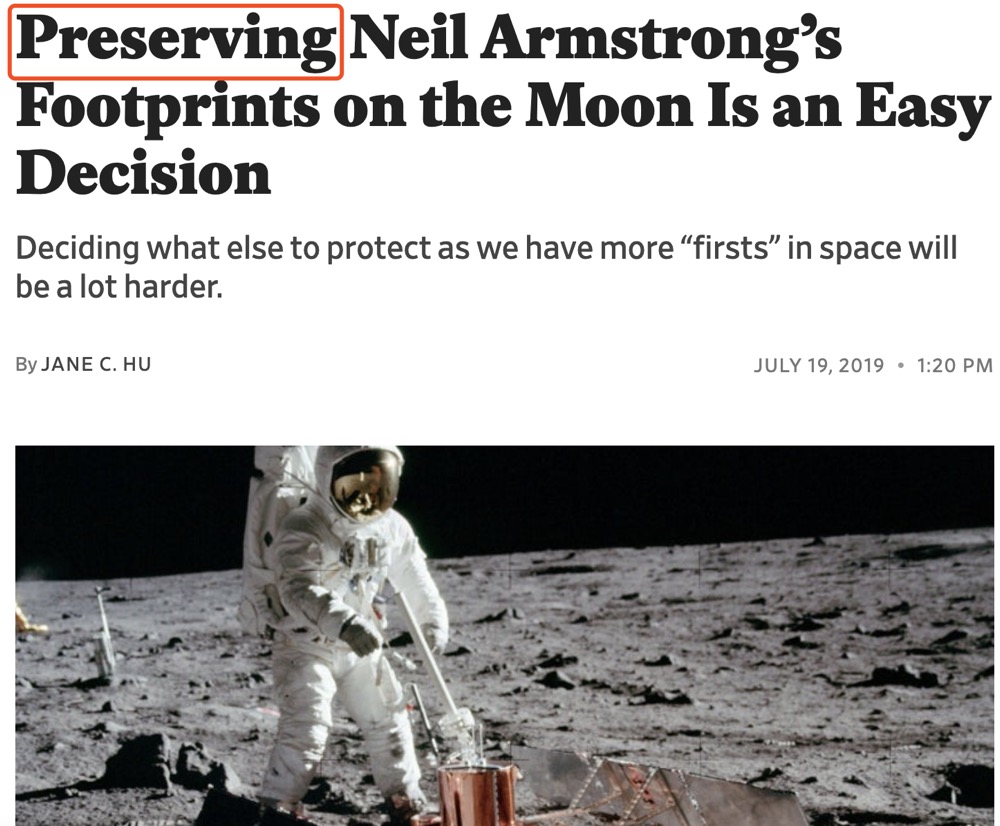 Preserving Neil Armstrong’s
Footprints on the Moon Is an Easy
Decision
Deciding what else to protect as we have more “firsts” in space will
be a lot harder.
By JANE C. HU
JULY 19, 2019 • 1:20 PM